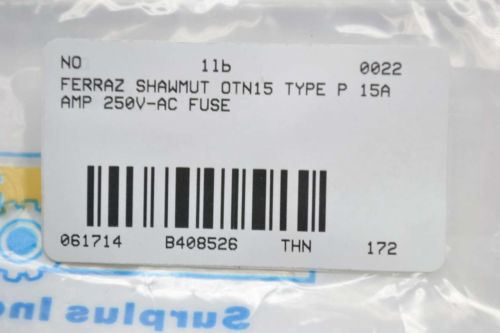 NO 1lb 0022
FERRAZ SHAWMUT OTN15 TYPE P 15A
AMP 250V-AC FUSE
061714 B408526 THN 172
Surplus Inc